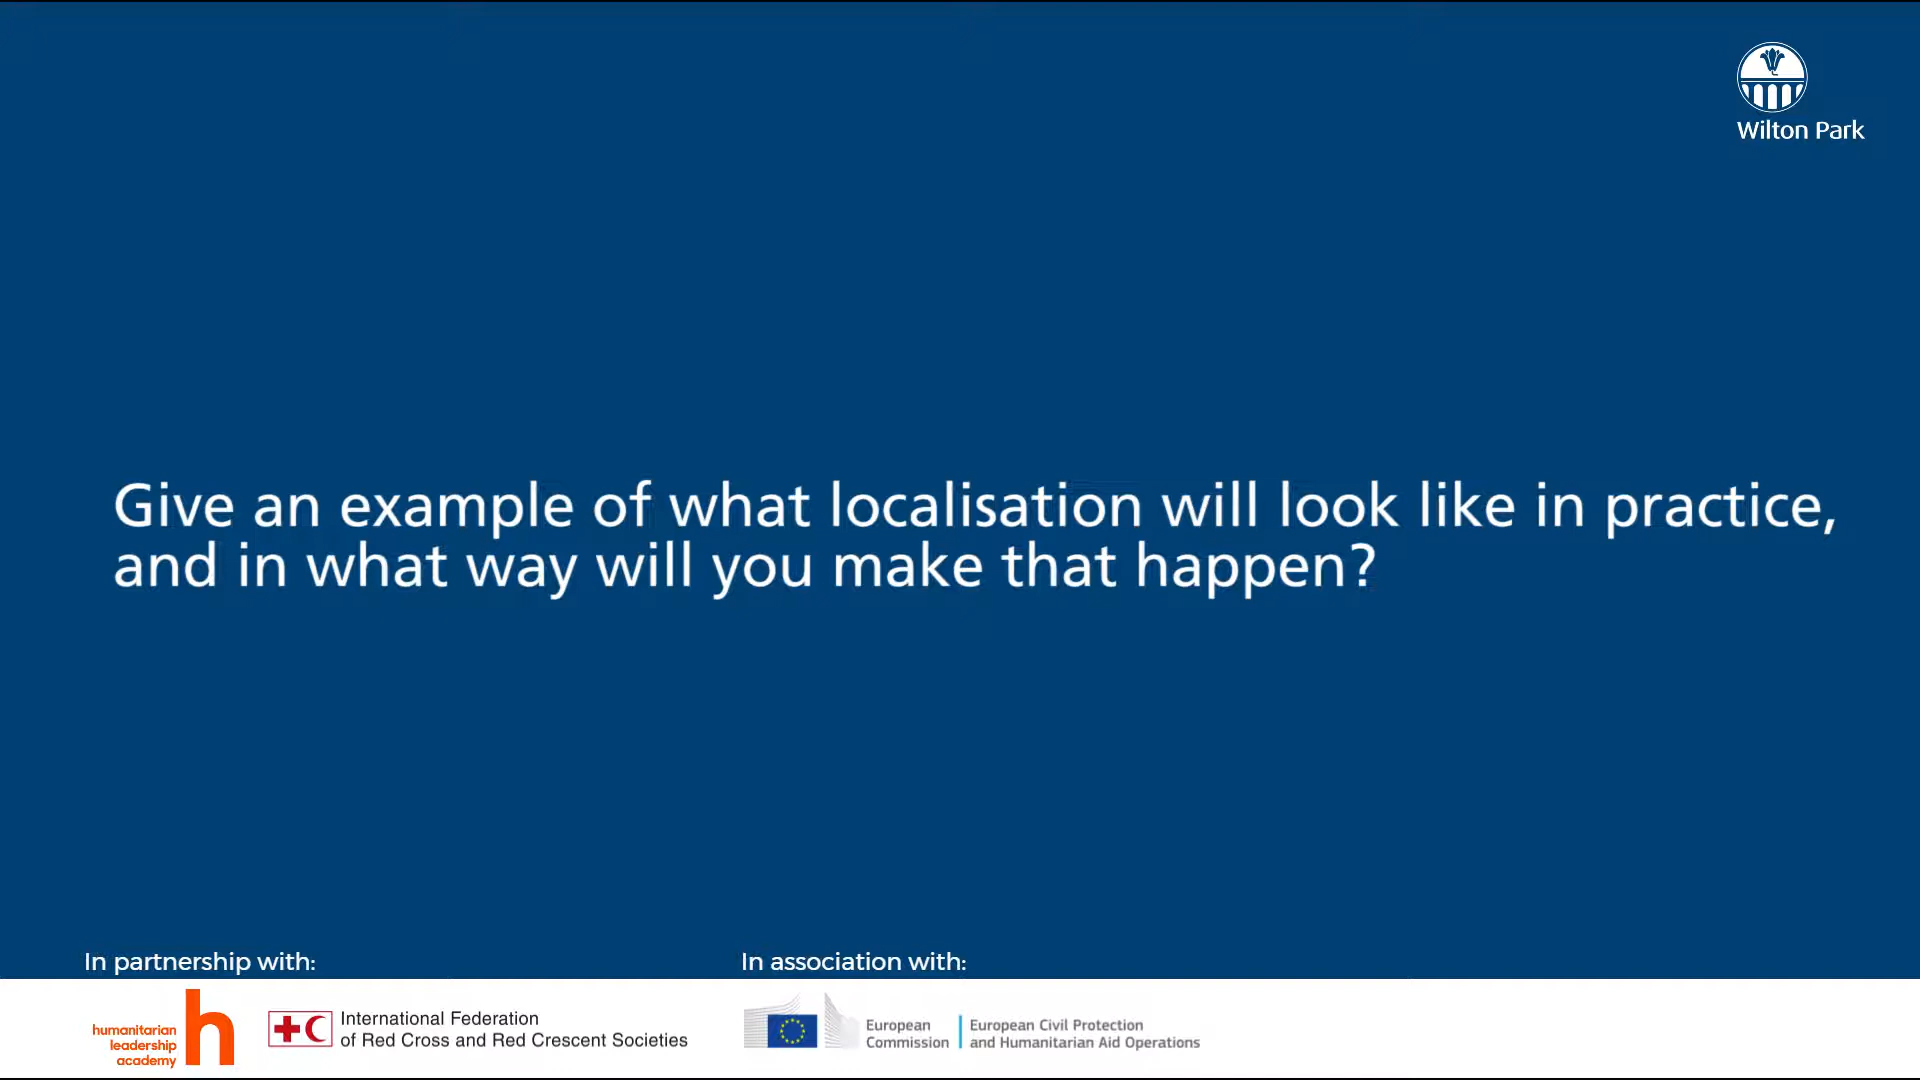 Wilton Park
Give an example of what localisation will look like in practice,
and in what way will you make that happen?
In partnership with:
In association with:
humanitarian
leadership
academy
h
International Federation
of Red Cross and Red Crescent Societies
European
Commission
European Civil Protection
and Humanitarian Aid Operations